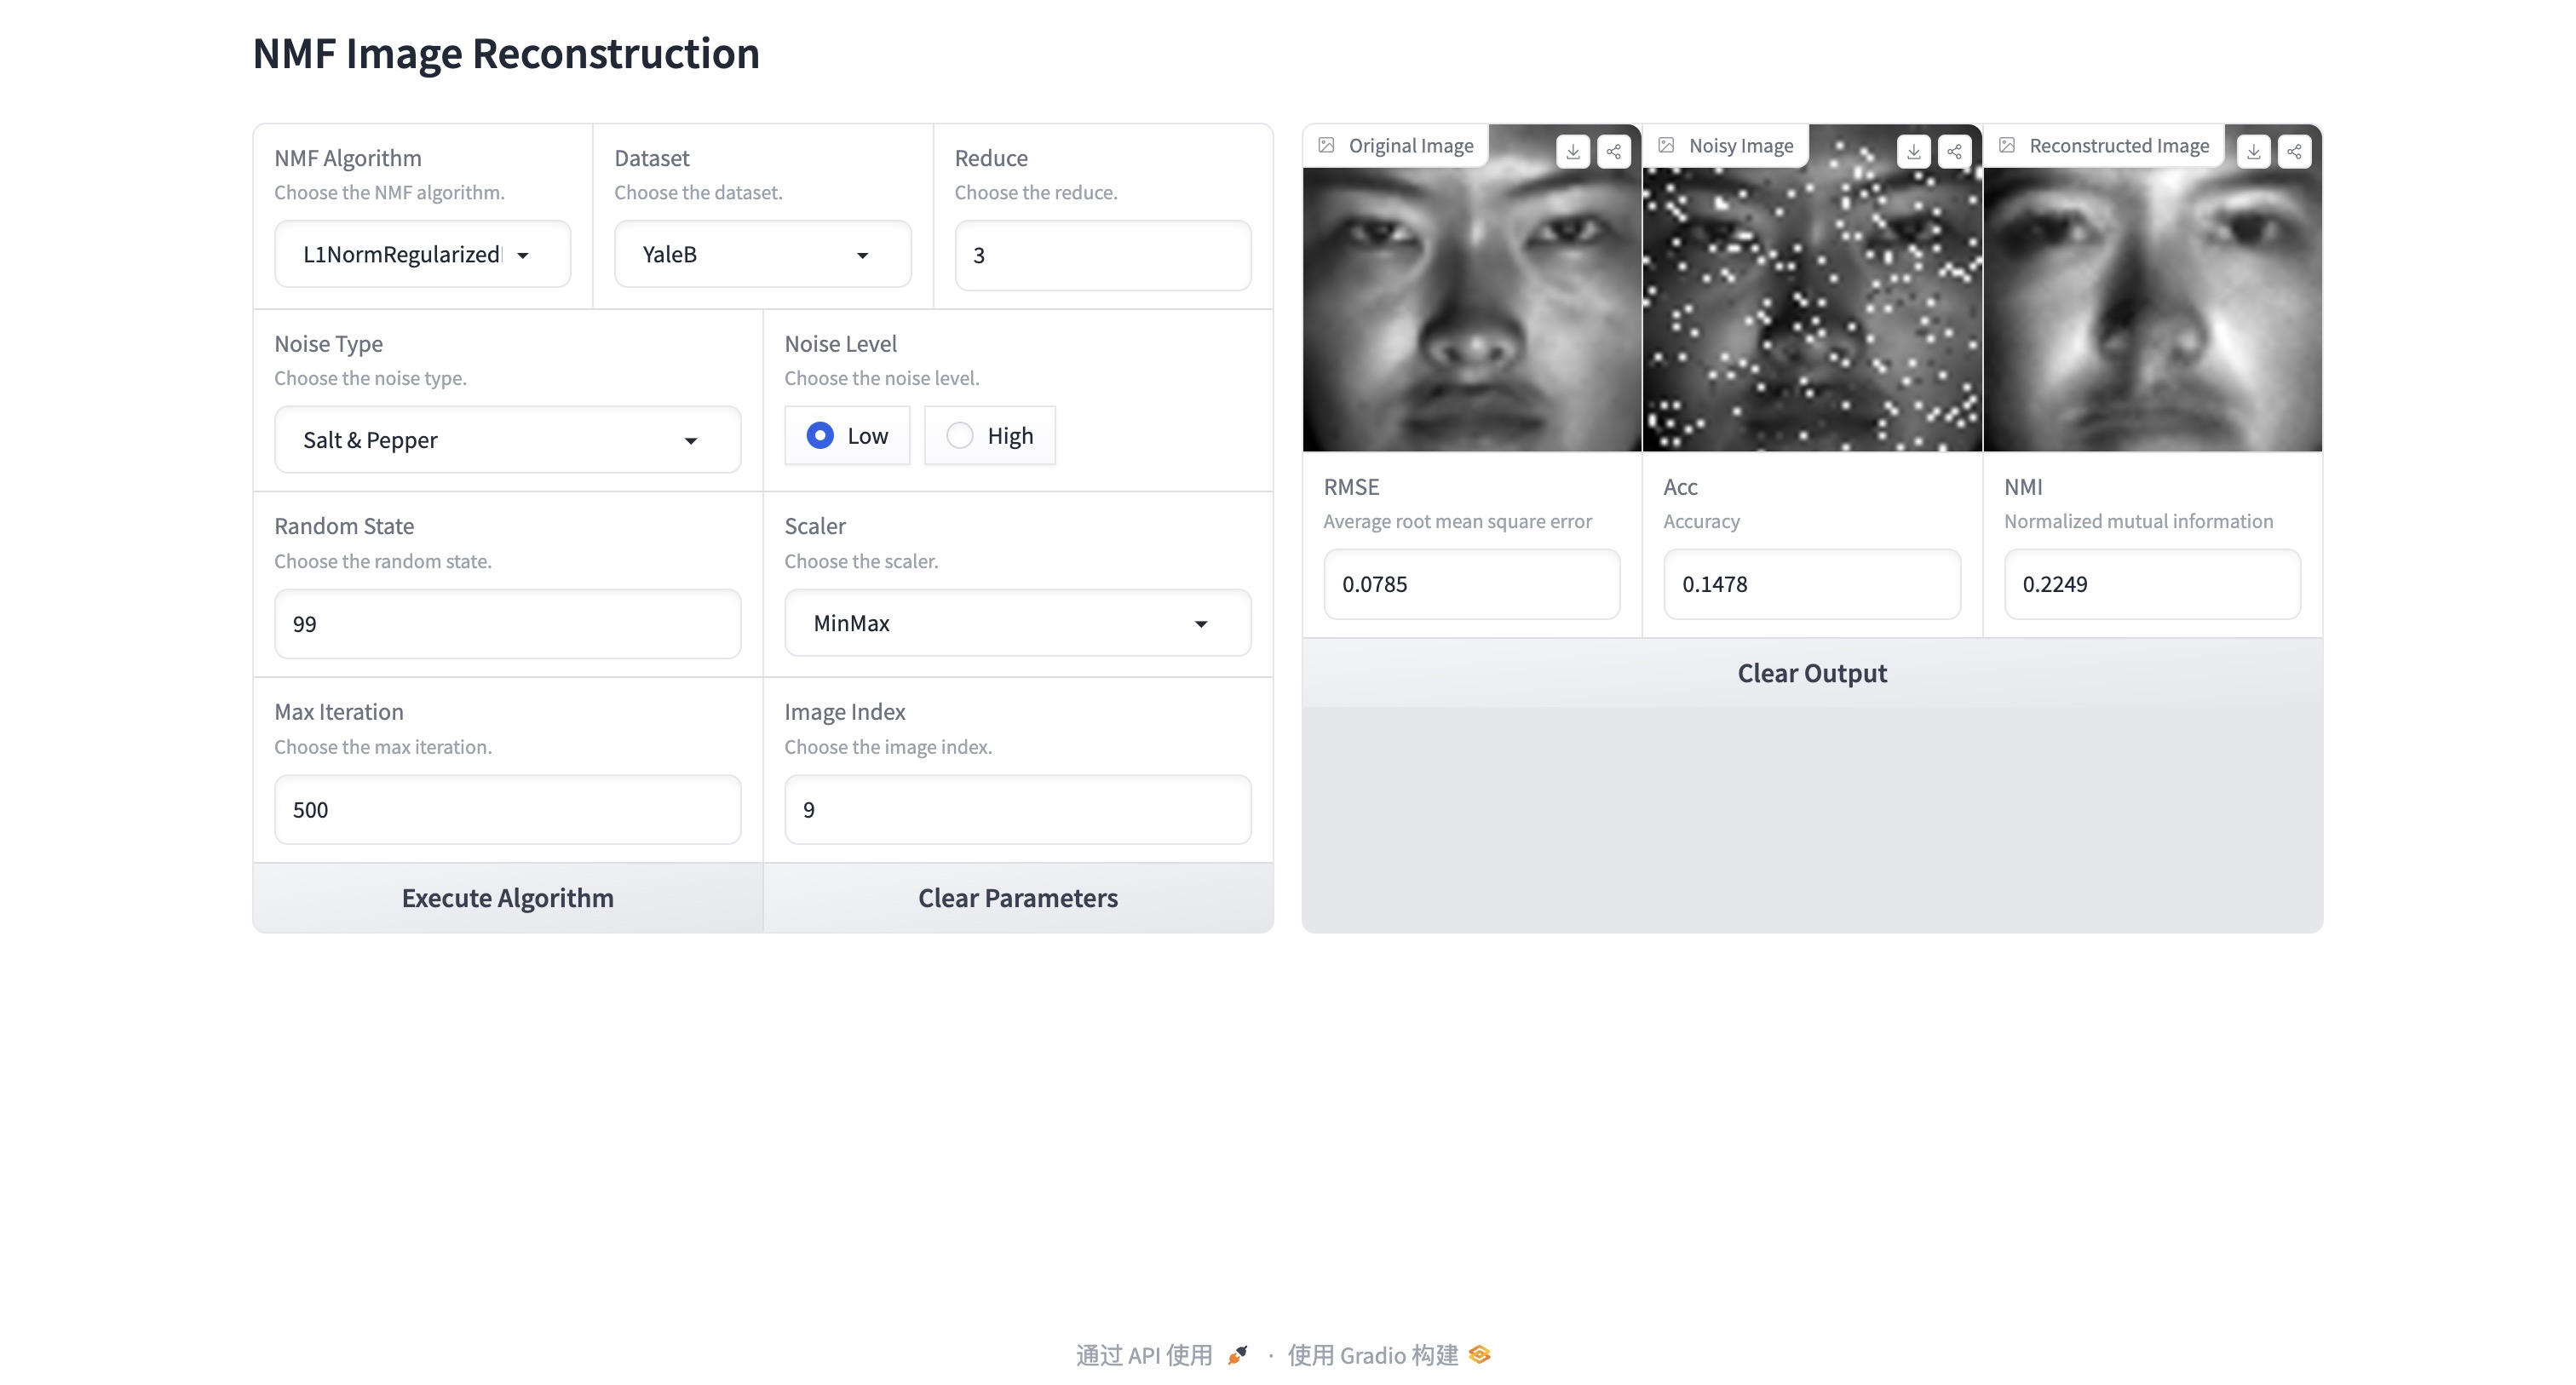 NMF Image Reconstruction
NMF Algorithm
Choose the NMF algorithm.
L1NormRegularized
Dataset
Choose the dataset.
YaleB
Reduce
Choose the reduce.
3
Noise Type
Choose the noise type.
Salt & Pepper
Noise Level
Choose the noise level.
Low
High
Random State
Choose the random state.
99
Scaler
Choose the scaler.
MinMax
Max Iteration
Choose the max iteration.
500
Image Index
Choose the image index.
9
Execute Algorithm
Clear Parameters
Original Image
Noisy Image
Reconstructed Image
RMSE
Average root mean square error
0.0785
Acc
Accuracy
0.1478
NMI
Normalized mutual information
0.2249
Clear Output
通过 API 使用 · 使用 Gradio 构建